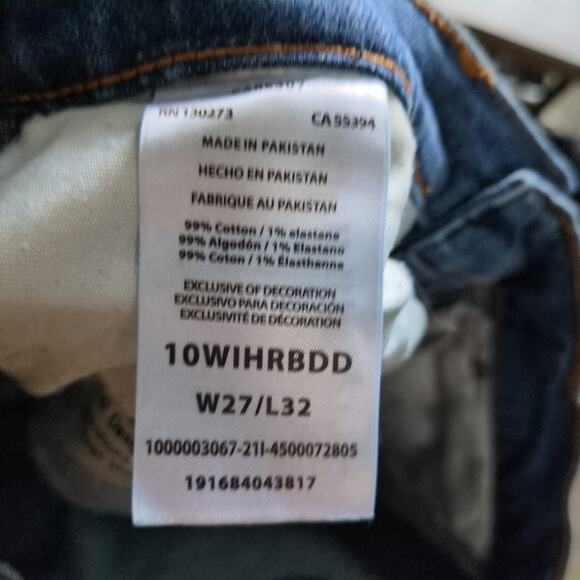 RN 130273 CA 55394
MADE IN PAKISTAN
HECHO EN PAKISTAN
FABRIQUE AU PAKISTAN
99% Cotton / 1% elastane
99% Algodón / 1% Elastano
99% Coton / 1% Élasthanne
EXCLUSIVE OF DECORATION
EXCLUSIVO PARA DECORACIÓN
EXCLUSIVITÉ DE DÉCORATION
10WIHRBDD
W27/L32
1000003067-21I-4500072805
191684043817